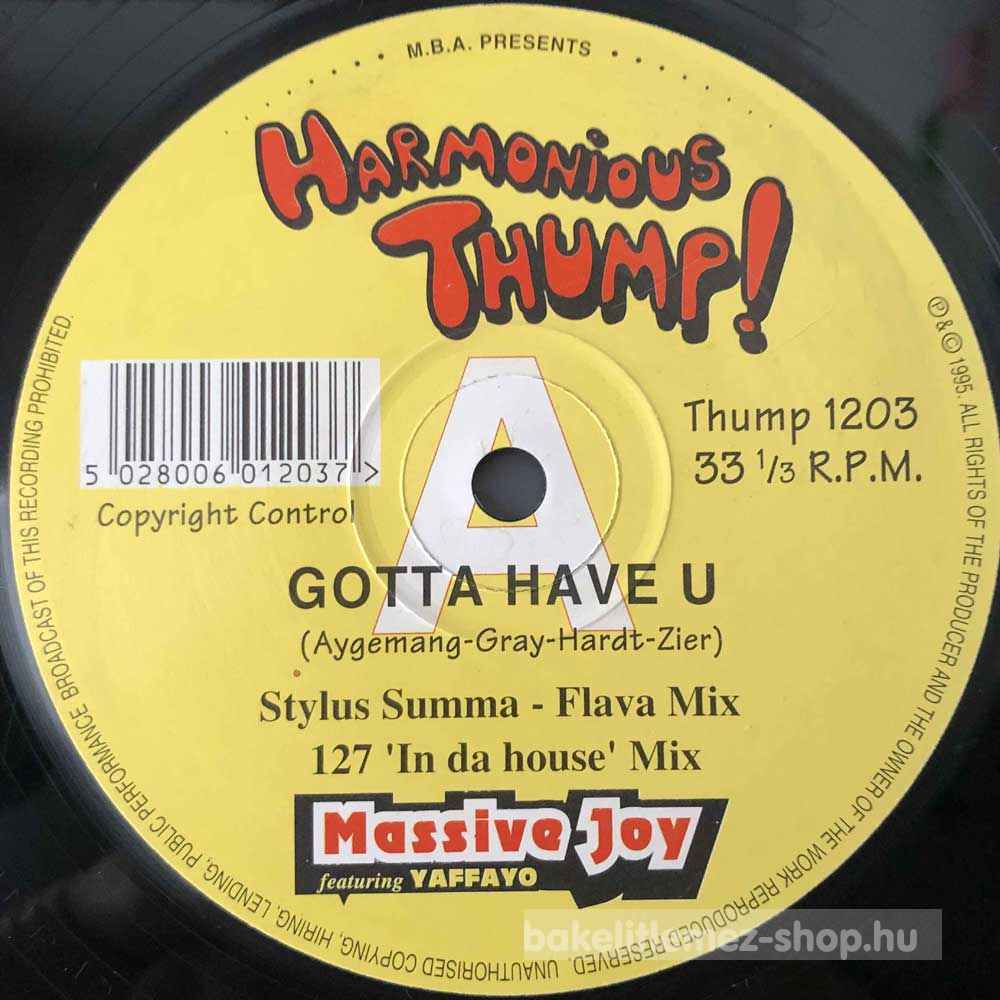 M.B.A. PRESENTS
HARMONiOUS
THUMP!
A
5 028006 012037 >
Copyright Control
Thump 1203
33 1/3 R.P.M.
GOTTA HAVE U
(Aygemang-Gray-Hardt-Zier)
Stylus Summa - Flava Mix
127 'In da house' Mix
Massive Joy
featuring YAFFAYO
℗&© 1995. ALL RIGHTS OF THE PRODUCER AND THE OWNER OF THE WORK REPRODUCED RESERVED. UNAUTHORISED COPYING, HIRING, LENDING, PUBLIC PERFORMANCE, BROADCAST OF THIS RECORDING PROHIBITED.
bakelitlemez-shop.hu